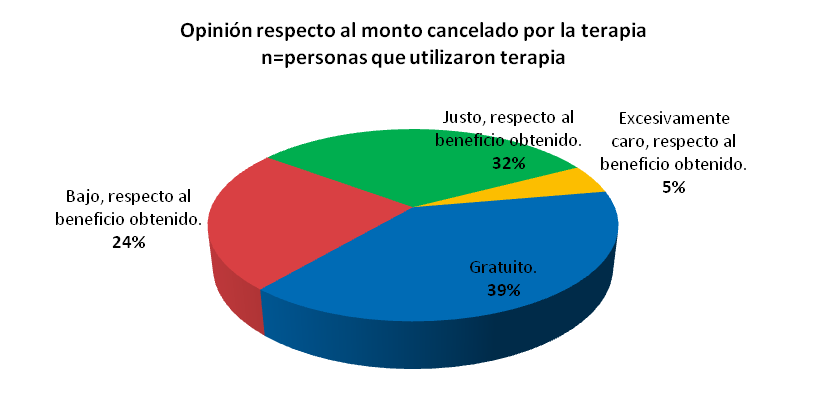 Opinión respecto al monto cancelado por la terapia
n=personas que utilizaron terapia
Justo, respecto al
beneficio obtenido.
32%
Excesivamente
caro, respecto al
beneficio obtenido.
5%
Bajo, respecto al
beneficio obtenido.
24%
Gratuito.
39%